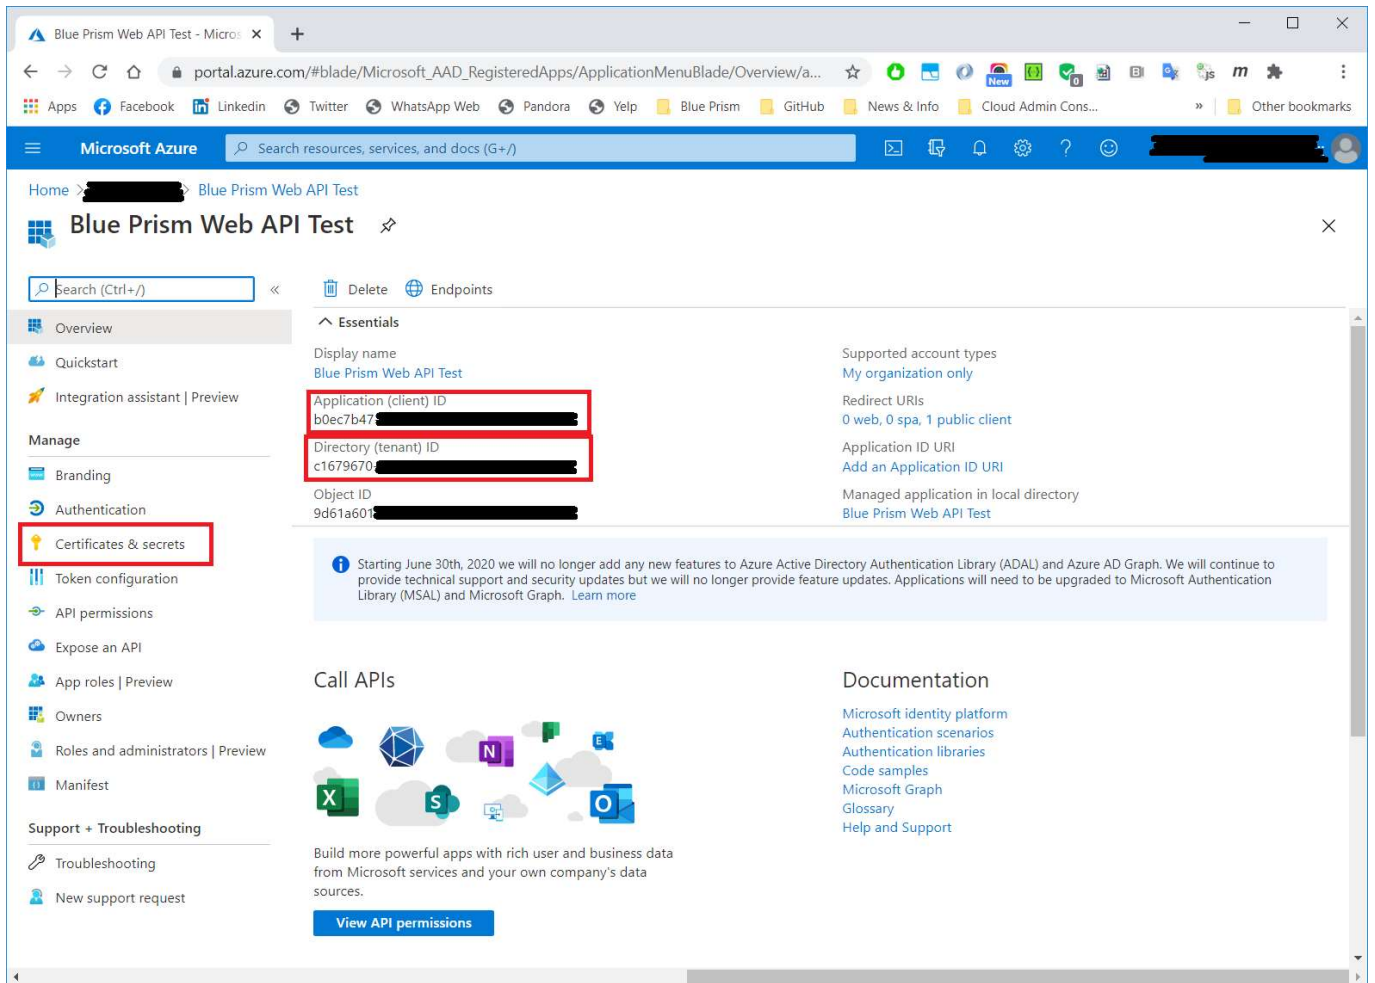 Blue Prism Web API Test - Micros
portal.azure.com/#blade/Microsoft_AAD_RegisteredApps/ApplicationMenuBlade/Overview/a...
New
0
js
m
Apps Facebook Linkedin Twitter WhatsApp Web Pandora Yelp Blue Prism GitHub News & Info Cloud Admin Cons... » Other bookmarks
Microsoft Azure
Search resources, services, and docs (G+/)
Home > > Blue Prism Web API Test
Blue Prism Web API Test
Search (Ctrl+/)
«
Delete Endpoints
Overview
Quickstart
Integration assistant | Preview
Manage
Branding
Authentication
Certificates & secrets
Token configuration
API permissions
Expose an API
App roles | Preview
Owners
Roles and administrators | Preview
Manifest
Support + Troubleshooting
Troubleshooting
New support request
Essentials
Display name
Blue Prism Web API Test
Application (client) ID
b0ec7b47
Directory (tenant) ID
c1679670
Object ID
9d61a601
Supported account types
My organization only
Redirect URIs
0 web, 0 spa, 1 public client
Application ID URI
Add an Application ID URI
Managed application in local directory
Blue Prism Web API Test
Starting June 30th, 2020 we will no longer add any new features to Azure Active Directory Authentication Library (ADAL) and Azure AD Graph. We will continue to
provide technical support and security updates but we will no longer provide feature updates. Applications will need to be upgraded to Microsoft Authentication
Library (MSAL) and Microsoft Graph. Learn more
Call APIs
N
E
X
S
O
Build more powerful apps with rich user and business data
from Microsoft services and your own company's data
sources.
View API permissions
Documentation
Microsoft identity platform
Authentication scenarios
Authentication libraries
Code samples
Microsoft Graph
Glossary
Help and Support